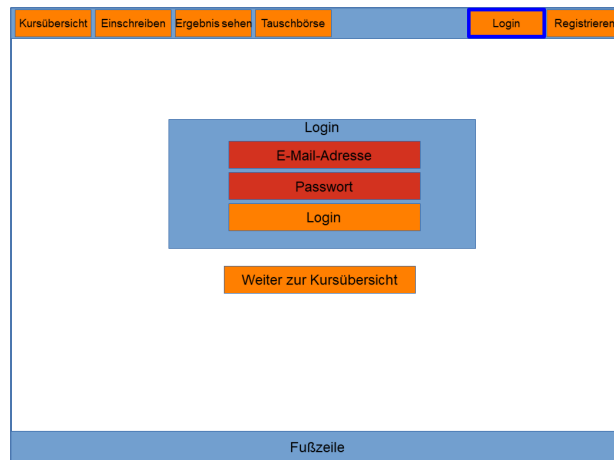 Kursübersicht Einschreiben Ergebnis sehen Tauschbörse Login Registrieren
Login
E-Mail-Adresse
Passwort
Login
Weiter zur Kursübersicht
Fußzeile